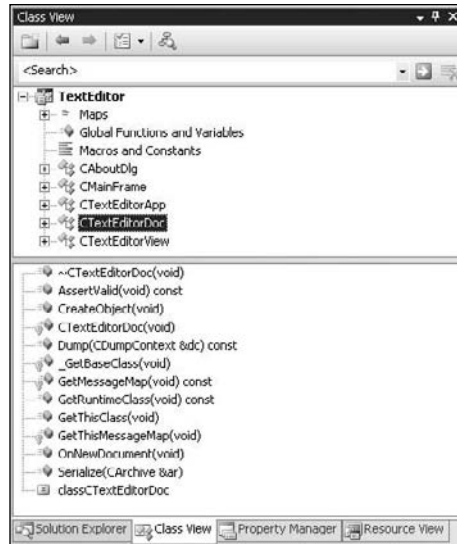 Class View
<Search>
TextEditor
Maps
Global Functions and Variables
Macros and Constants
CAboutDlg
CMainFrame
CTextEditorApp
CTextEditorDoc
CTextEditorView
~CTextEditorDoc(void)
AssertValid(void) const
CreateObject(void)
CTextEditorDoc(void)
Dump(CDumpContext &dc) const
_GetBaseClass(void)
GetMessageMap(void) const
GetRuntimeClass(void) const
GetThisClass(void)
GetThisMessageMap(void)
OnNewDocument(void)
Serialize(CArchive &ar)
classCTextEditorDoc
Solution Explorer Class View Property Manager Resource View